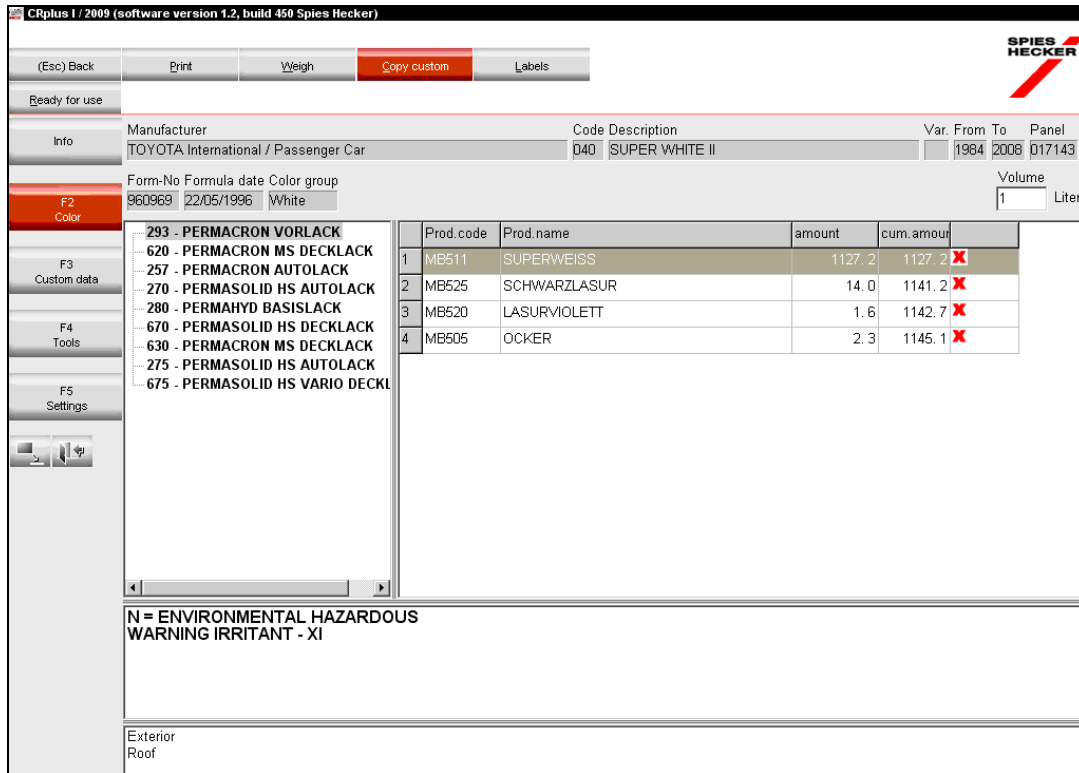 CRplus I / 2009 (software version 1.2, build 450 Spies Hecker)
SPIES
HECKER
(Esc) Back Print Weigh Copy custom Labels
Ready for use
Info
Manufacturer Code Description Var. From To Panel
TOYOTA International / Passenger Car 040 SUPER WHITE II 1984 2008 017143
Form-No Formula date Color group Volume
960969 22/05/1996 White 1 Liter
F2
Color
F3
Custom data
F4
Tools
F5
Settings
293 - PERMACRON VORLACK
620 - PERMACRON MS DECKLACK
257 - PERMACRON AUTOLACK
270 - PERMASOLID HS AUTOLACK
280 - PERMAHYD BASISLACK
670 - PERMASOLID HS DECKLACK
630 - PERMACRON MS DECKLACK
275 - PERMASOLID HS AUTOLACK
675 - PERMASOLID HS VARIO DECKL
Prod.code Prod.name amount cum.amour
1 MB511 SUPERWEISS 1127. 2 1127. 2 X
2 MB525 SCHWARZLASUR 14. 0 1141. 2 X
3 MB520 LASURVIOLETT 1. 6 1142. 7 X
4 MB505 OCKER 2. 3 1145. 1 X
N = ENVIRONMENTAL HAZARDOUS
WARNING IRRITANT - XI
Exterior
Roof